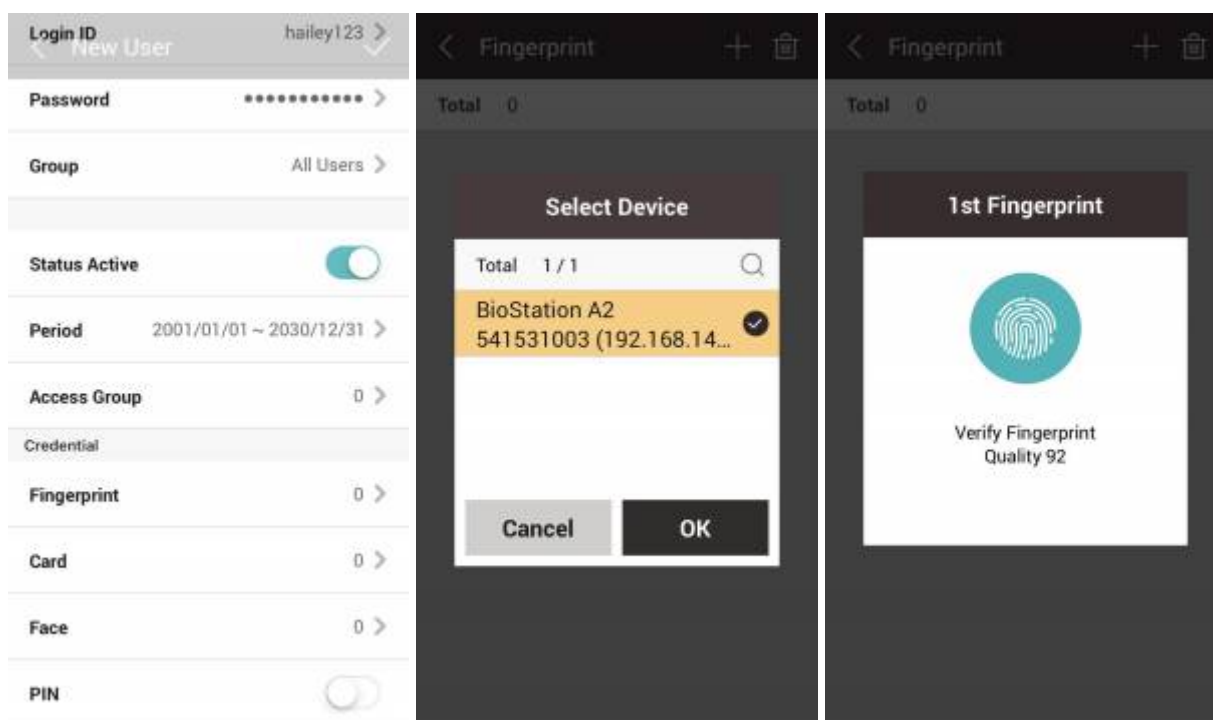 Login ID hailey123 >
< New User
Password ••••••••••• >
Group All Users >
Status Active
Period 2001/01/01 ~ 2030/12/31 >
Access Group 0 >
Credential
Fingerprint 0 >
Card 0 >
Face 0 >
PIN
< Fingerprint +
Total 0
Select Device
Total 1 / 1
BioStation A2
541531003 (192.168.14...
Cancel OK
< Fingerprint +
Total 0
1st Fingerprint
Verify Fingerprint
Quality 92